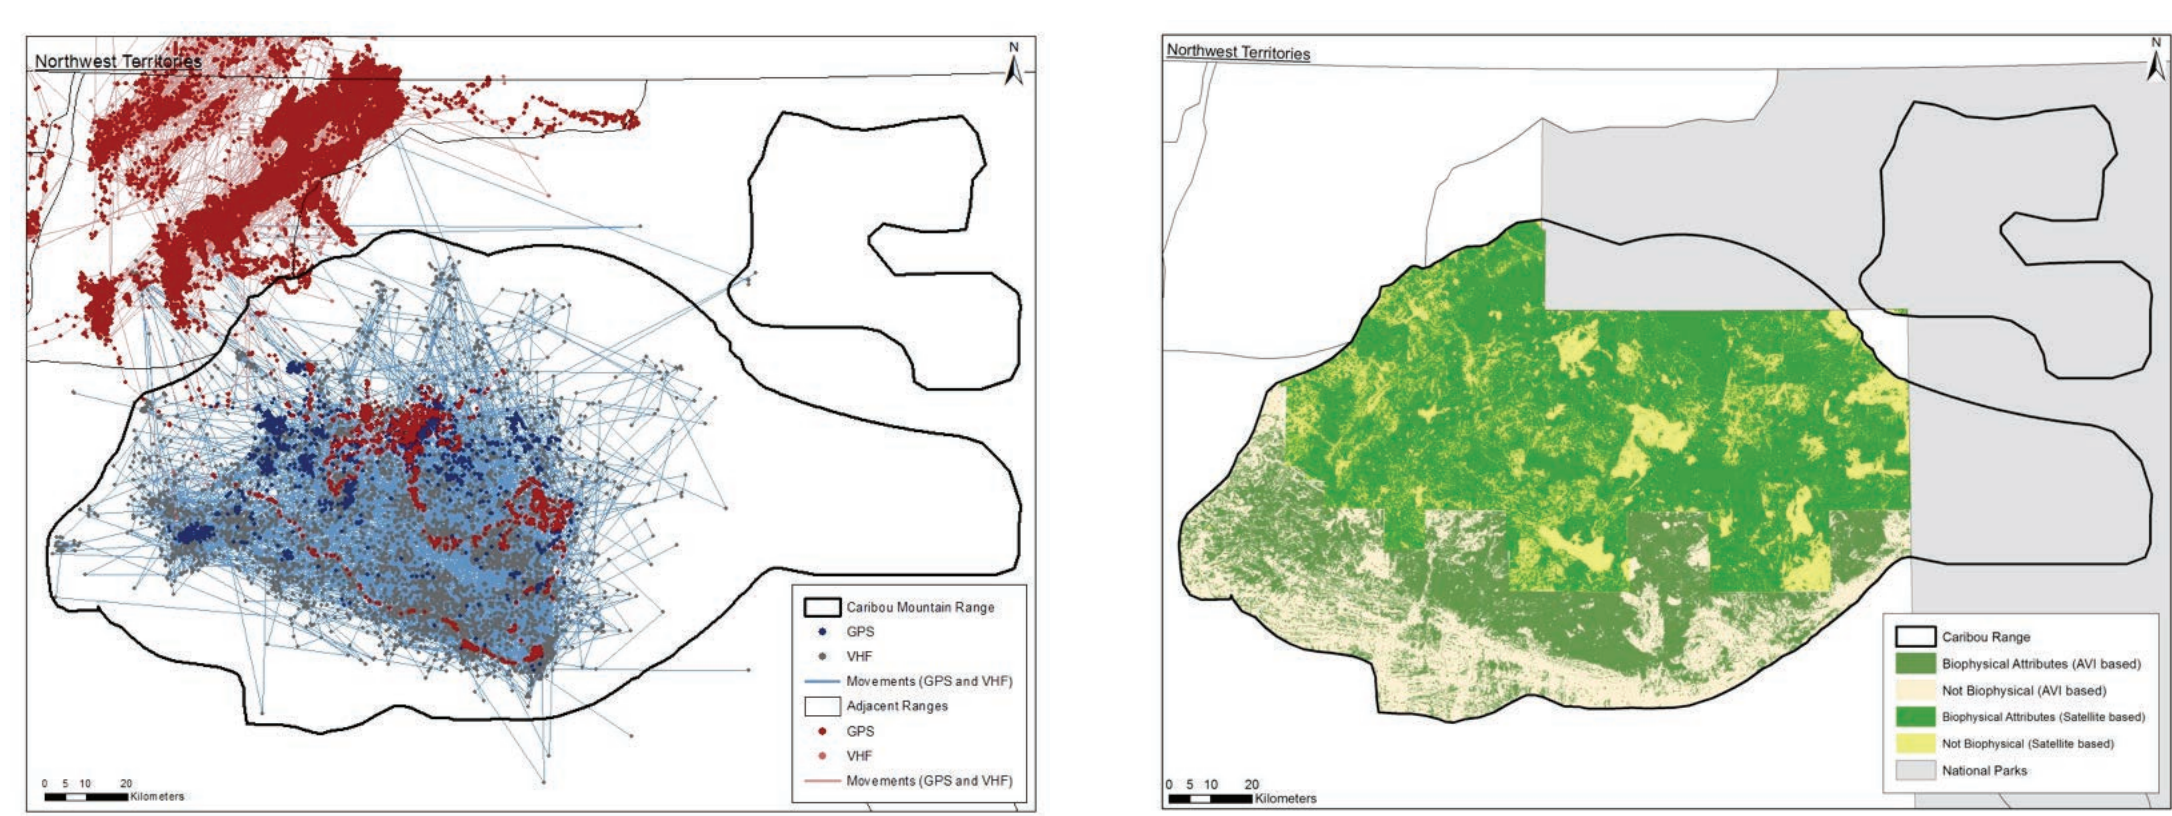 Northwest Territories
N
Caribou Mountain Range
GPS
VHF
Movements (GPS and VHF)
Adjacent Ranges
GPS
VHF
Movements (GPS and VHF)
0 5 10 20
Kilometers
Northwest Territories
N
Caribou Range
Biophysical Attributes (AVI based)
Not Biophysical (AVI based)
Biophysical Attributes (Satellite based)
Not Biophysical (Satellite based)
National Parks
0 5 10 20
Kilometers